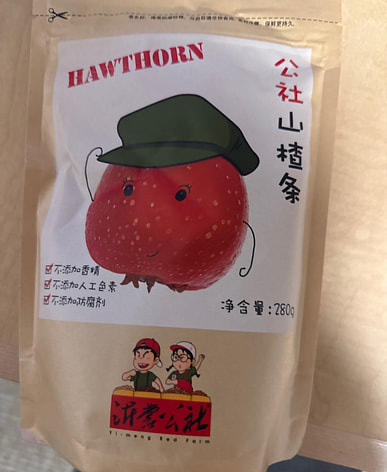 HAWTHORN
公社山楂条
不添加香精
不添加人工色素
不添加防腐剂
净含量:280g
沂蒙公社
Yi-meng Red Farm